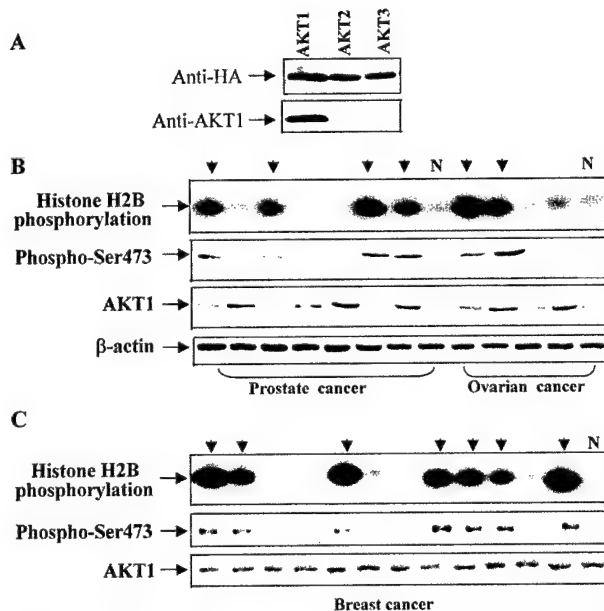 A
AKT1 AKT2 AKT3
Anti-HA
Anti-AKT1
B
N N
Histone H2B
phosphorylation
Phospho-Ser473
AKT1
β-actin
Prostate cancer Ovarian cancer
C
N
Histone H2B
phosphorylation
Phospho-Ser473
AKT1
Breast cancer